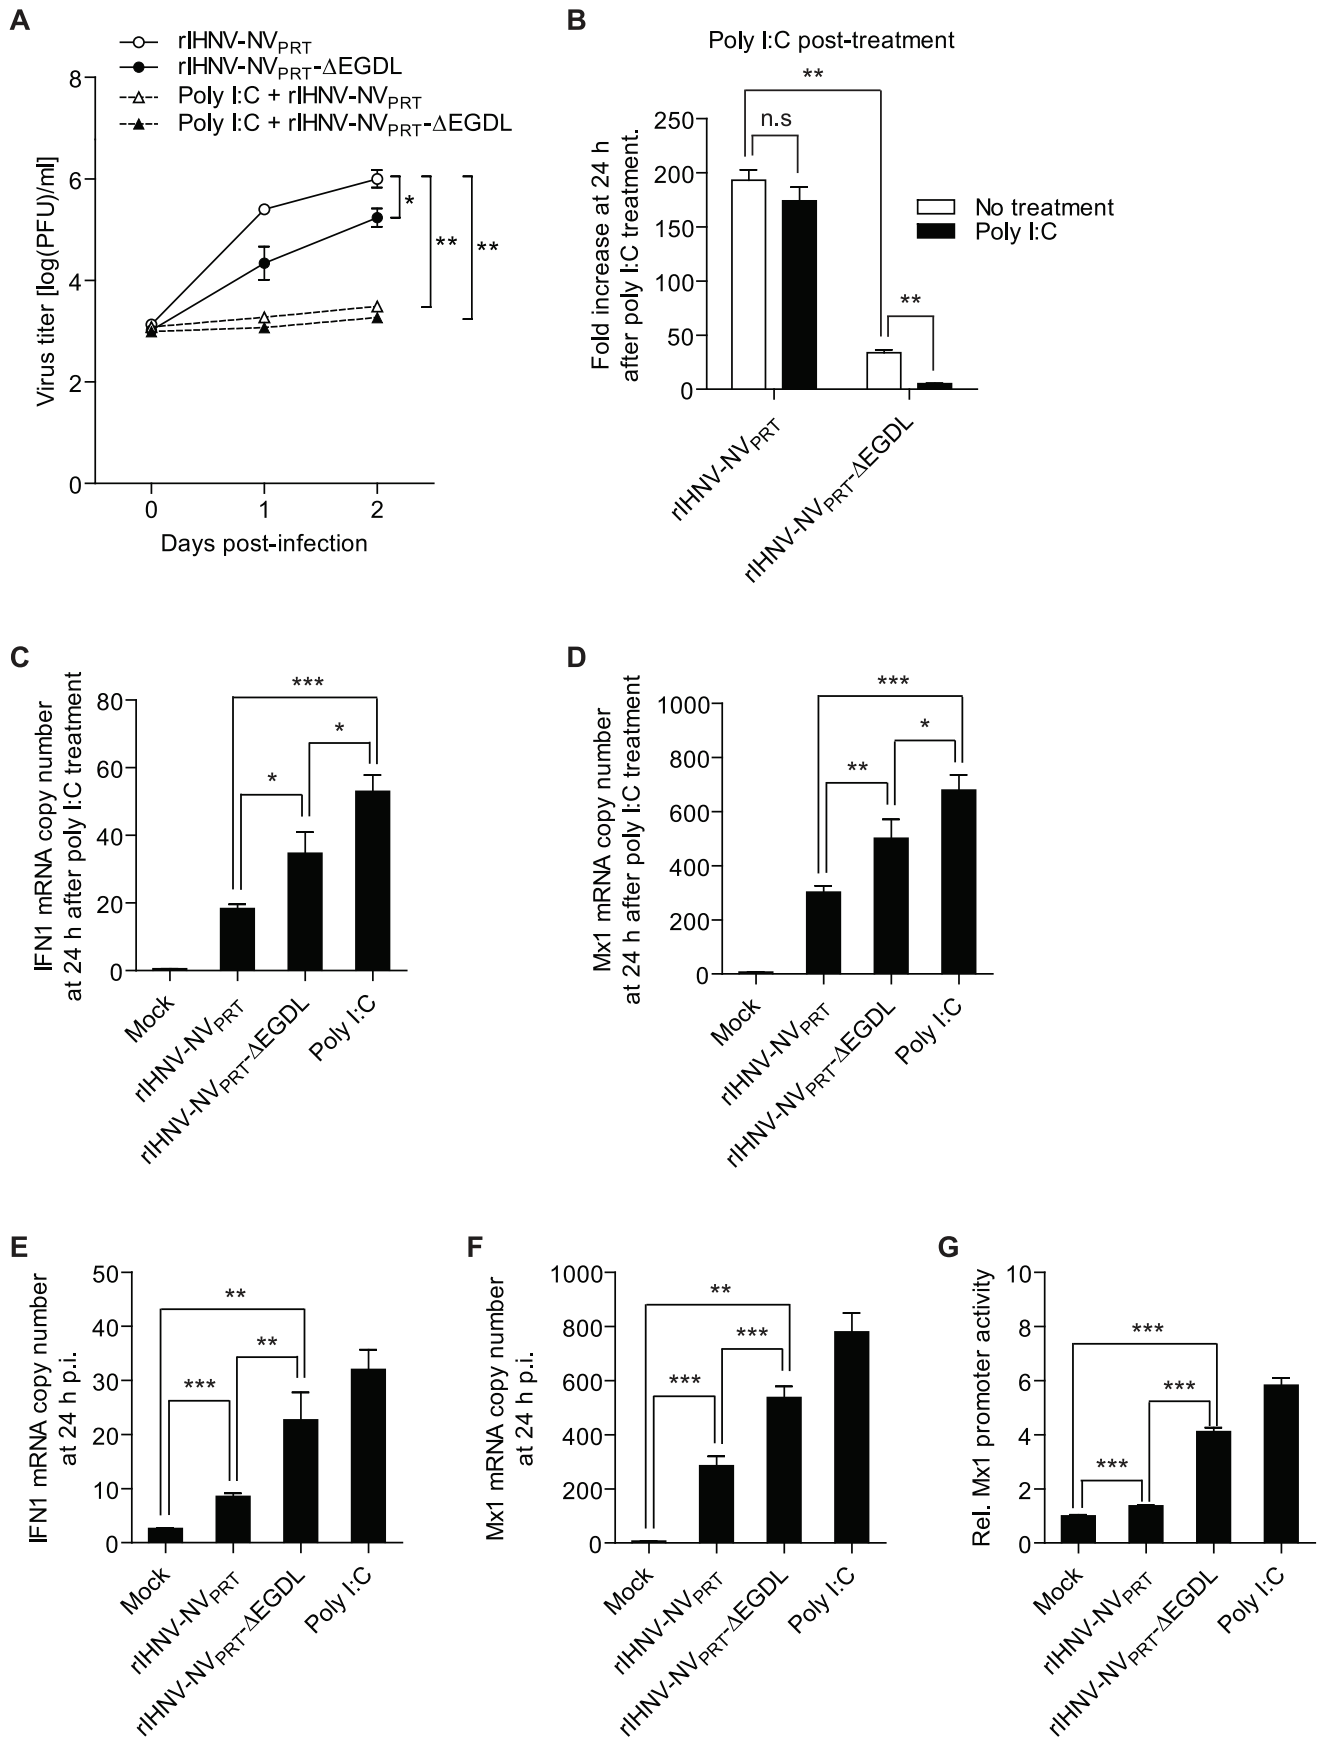 A
rIHNV-NVPRT
rIHNV-NVPRT-ΔEGDL
Poly I:C + rIHNV-NVPRT
Poly I:C + rIHNV-NVPRT-ΔEGDL
Virus titer [log(PFU)/ml]
8
6
4
2
0
*
**
**
0 1 2
Days post-infection
B
Poly I:C post-treatment
Fold increase at 24 h
after poly I:C treatment.
250
200
150
100
50
0
**
n.s
**
No treatment
Poly I:C
rIHNV-NVPRT
rIHNV-NVPRT-ΔEGDL
C
IFN1 mRNA copy number
at 24 h after poly I:C treatment
80
60
40
20
0
***
*
*
Mock
rIHNV-NVPRT
rIHNV-NVPRT-ΔEGDL
Poly I:C
D
Mx1 mRNA copy number
at 24 h after poly I:C treatment
1000
800
600
400
200
0
***
*
**
Mock
rIHNV-NVPRT
rIHNV-NVPRT-ΔEGDL
Poly I:C
E
IFN1 mRNA copy number
at 24 h p.i.
50
40
30
20
10
0
**
**
***
Mock
rIHNV-NVPRT
rIHNV-NVPRT-ΔEGDL
Poly I:C
F
Mx1 mRNA copy number
at 24 h p.i.
1000
800
600
400
200
0
**
***
***
Mock
rIHNV-NVPRT
rIHNV-NVPRT-ΔEGDL
Poly I:C
G
Rel. Mx1 promoter activity
10
8
6
4
2
0
***
***
***
Mock
rIHNV-NVPRT
rIHNV-NVPRT-ΔEGDL
Poly I:C